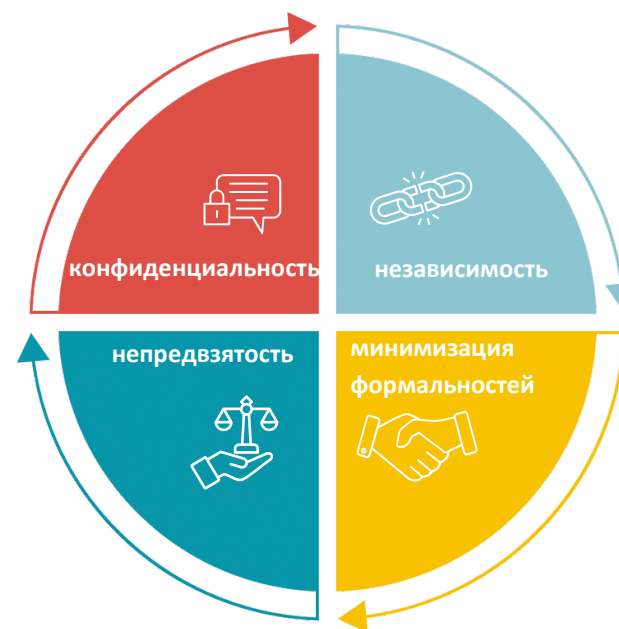 конфиденциальность
независимость
непредвзятость
минимизация
формальностей